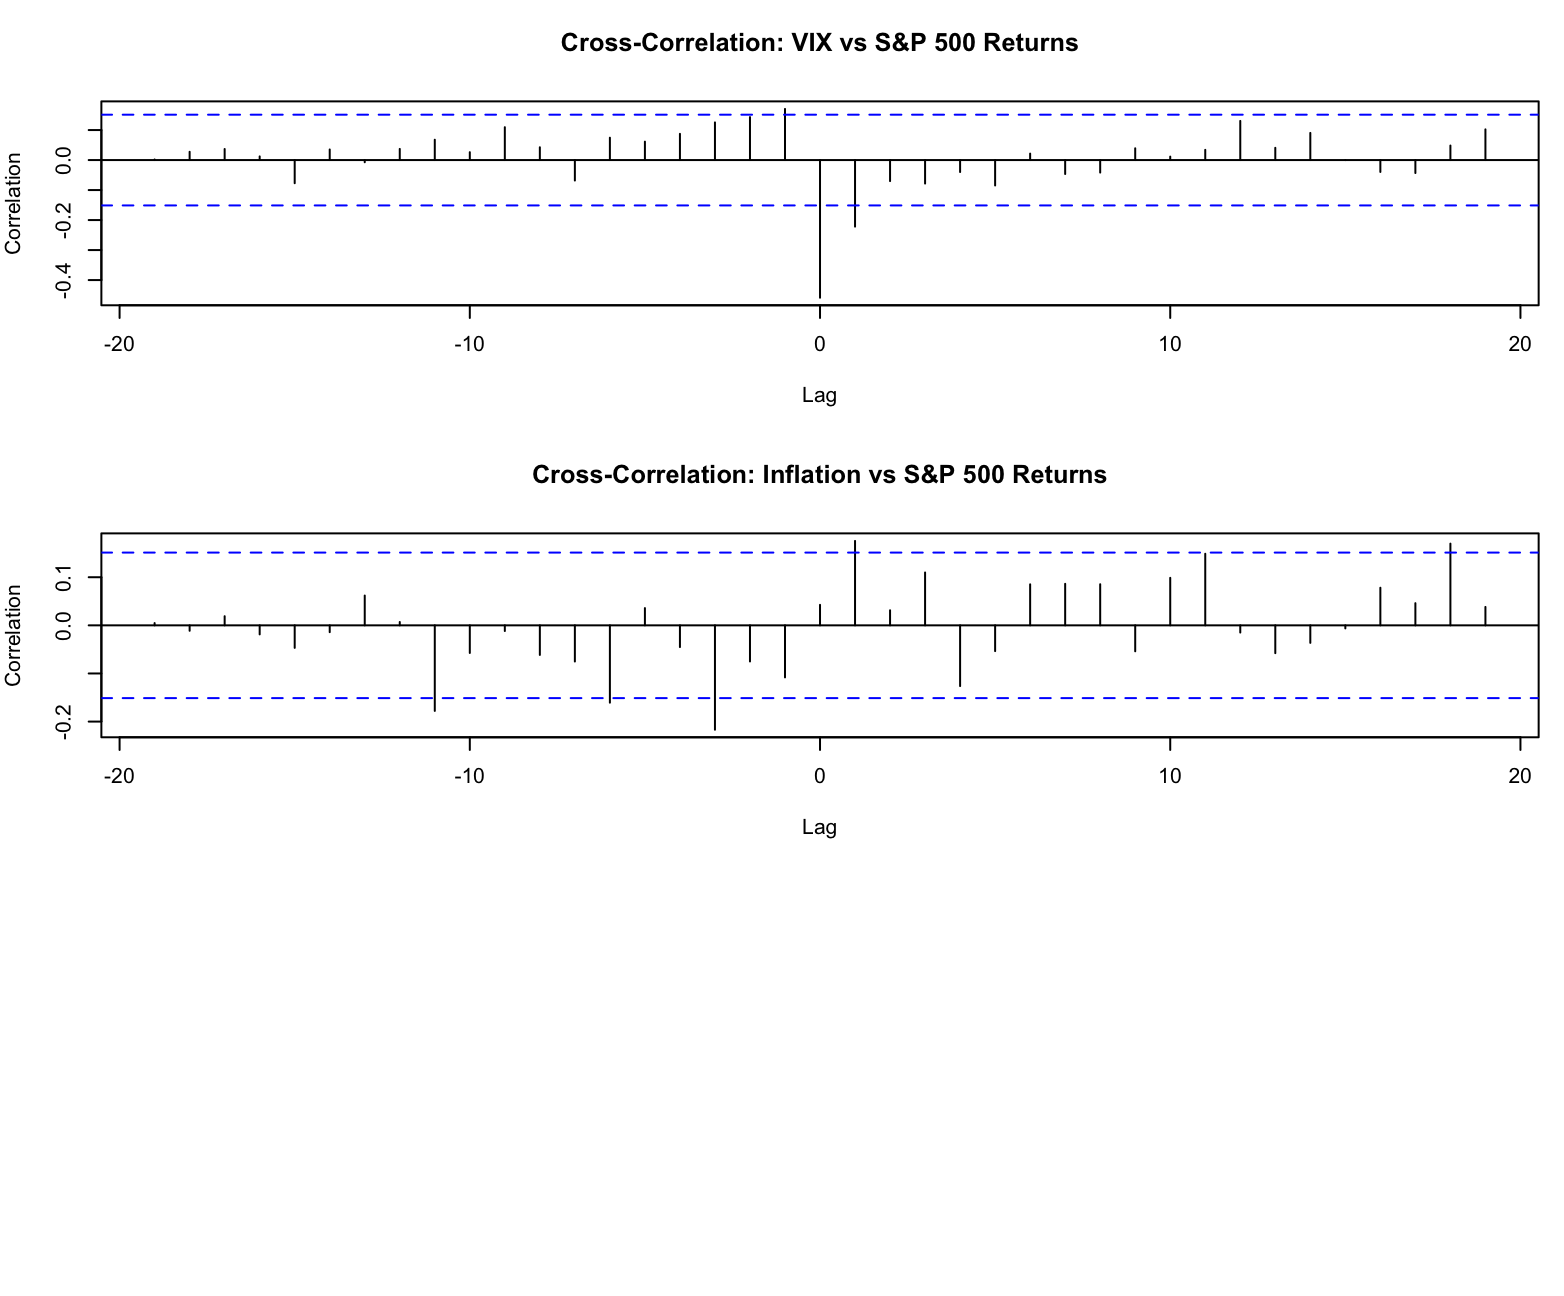 Cross-Correlation: VIX vs S&P 500 Returns
Correlation
0.0
-0.2
-0.4
-20 -10 0 10 20
Lag
Cross-Correlation: Inflation vs S&P 500 Returns
Correlation
0.1
0.0
-0.2
-20 -10 0 10 20
Lag